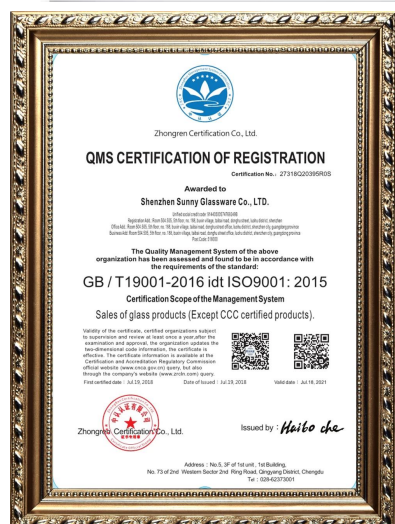 Zhongren Certification Co., Ltd.
QMS CERTIFICATION OF REGISTRATION
Certification No.: 27318Q20395R0S
Awarded to
Shenzhen Sunny Glassware Co., LTD.
Post Code: 518003
The Quality Management System of the above
organization has been assessed and found to be in accordance with
the requirements of the standard:
GB / T19001-2016 idt ISO9001: 2015
Certification Scope of the Management System
Sales of glass products (Except CCC certified products).
Validity of the certificate, certified organizations subject
to supervision and review at least once a year,after the
examination and approval, the organization updates the
two-dimensional code information, the certificate is
effective. The certificate information is available at the
Certification and Accreditation Regulatory Commission
official website (www.cnca.gov.cn) query, but also
through the company's website (www.zrcln.com) query.
First certified date : Jul.19, 2018
Date of Issued : Jul.19, 2018
Valid date : Jul.18, 2021
Zhongren Certification Co., Ltd.
Issued by : Haibo che
Address : No.5, 3F of 1st unit , 1st Building,
No. 73 of 2nd Western Sector 2nd Ring Road, Qingyang District, Chengdu
Tel : 028-62373001